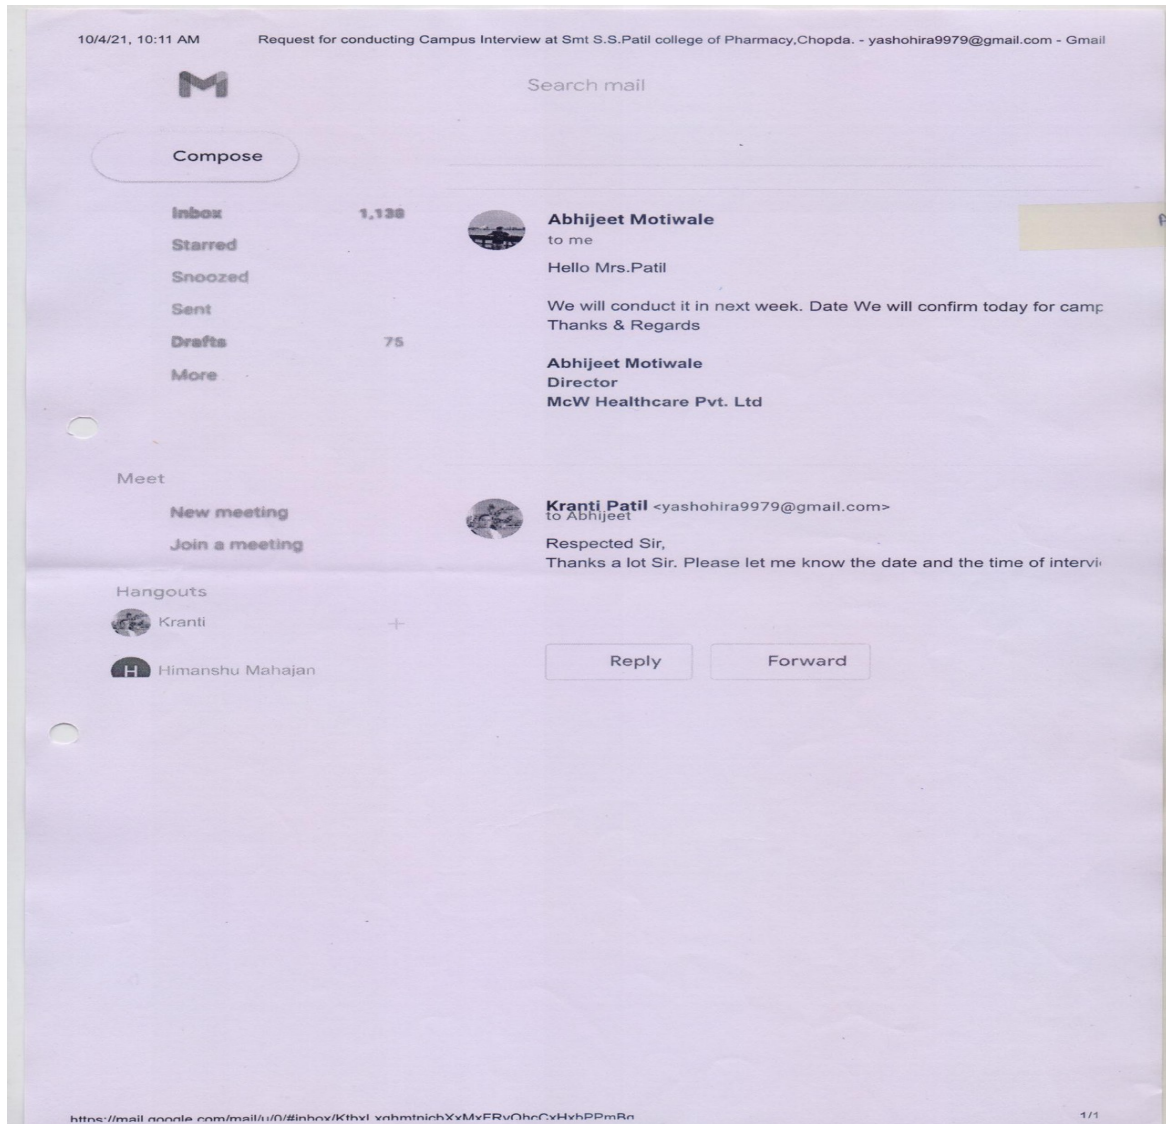 10/4/21, 10:11 AM Request for conducting Campus Interview at Smt S.S.Patil college of Pharmacy,Chopda. - yashohira9979@gmail.com - Gmail
Search mail
Compose
Inbox 1,138
Starred
Snoozed
Sent
Drafts 75
More
Abhijeet Motiwale
to me
Hello Mrs.Patil
We will conduct it in next week. Date We will confirm today for camp
Thanks & Regards
Abhijeet Motiwale
Director
McW Healthcare Pvt. Ltd
Meet
New meeting
Join a meeting
Hangouts
Kranti +
H Himanshu Mahajan
Kranti Patil <yashohira9979@gmail.com>
to Abhijeet
Respected Sir,
Thanks a lot Sir. Please let me know the date and the time of intervi
Reply Forward
1/1